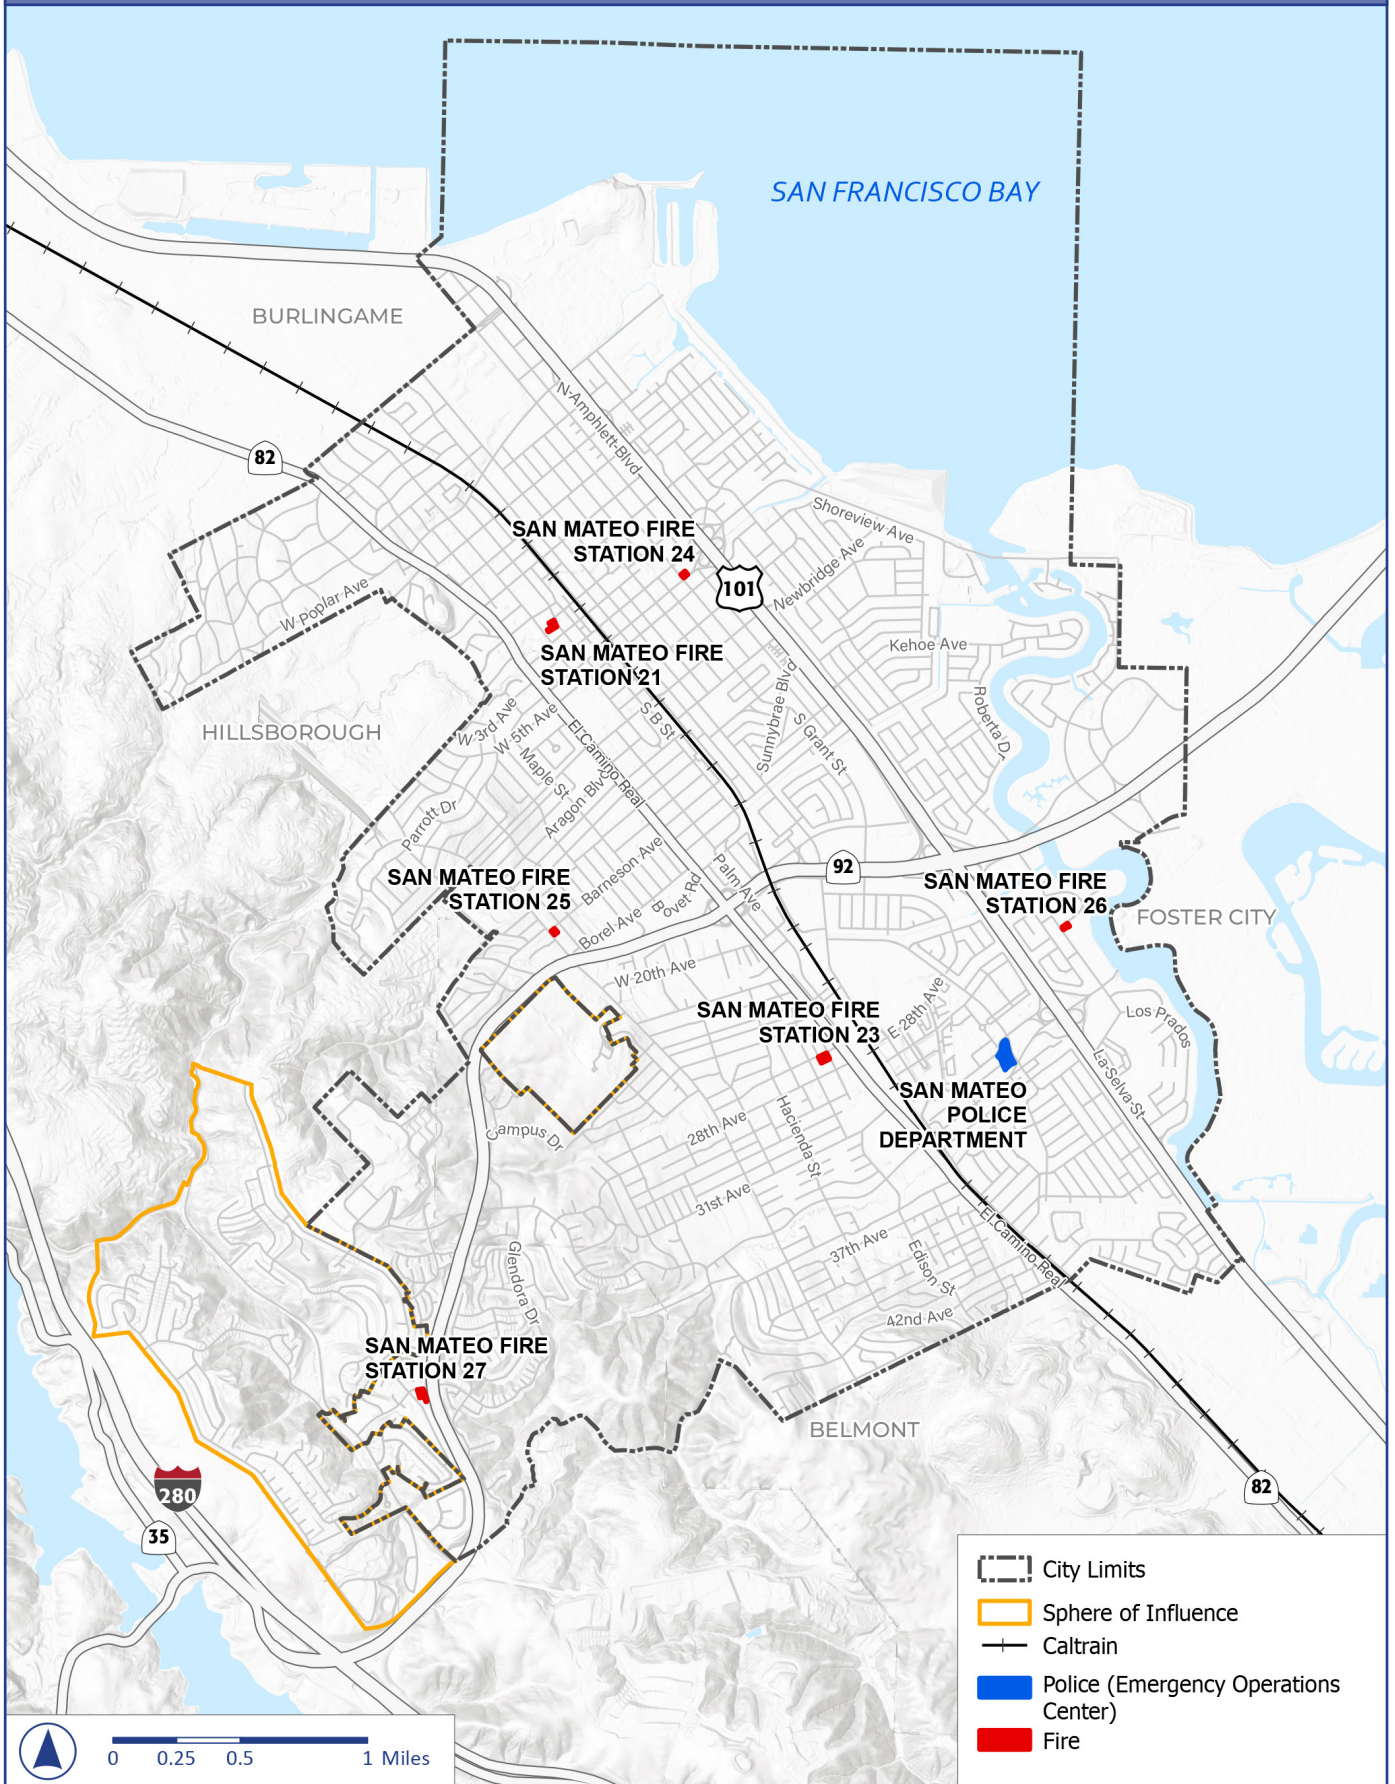 SAN FRANCISCO BAY
BURLINGAME
N Amphlett Blvd
82
Shoreview Ave
SAN MATEO FIRE
STATION 24
Newbridge Ave
101
W Poplar Ave
SAN MATEO FIRE
STATION 21
Kehoe Ave
HILLSBOROUGH
W 3rd Ave
W 5th Ave
S B St
El Camino Real
Sunnybrae Blvd
S Grant St
Roberta Dr
Maple St
Aragon Blvd
Parrott Dr
Barneson Ave
Palm Ave
92
SAN MATEO FIRE
STATION 25
SAN MATEO FIRE
STATION 26
Borel Ave
Bovet Rd
FOSTER CITY
W 20th Ave
SAN MATEO FIRE
STATION 23
E 28th Ave
Los Prados
La Selva St
SAN MATEO
POLICE
DEPARTMENT
Campus Dr
28th Ave
Hacienda St
31st Ave
El Camino Real
37th Ave
Edison St
Glendora Dr
42nd Ave
SAN MATEO FIRE
STATION 27
BELMONT
280
35
82
City Limits
Sphere of Influence
Caltrain
Police (Emergency Operations
Center)
Fire
0 0.25 0.5 1 Miles